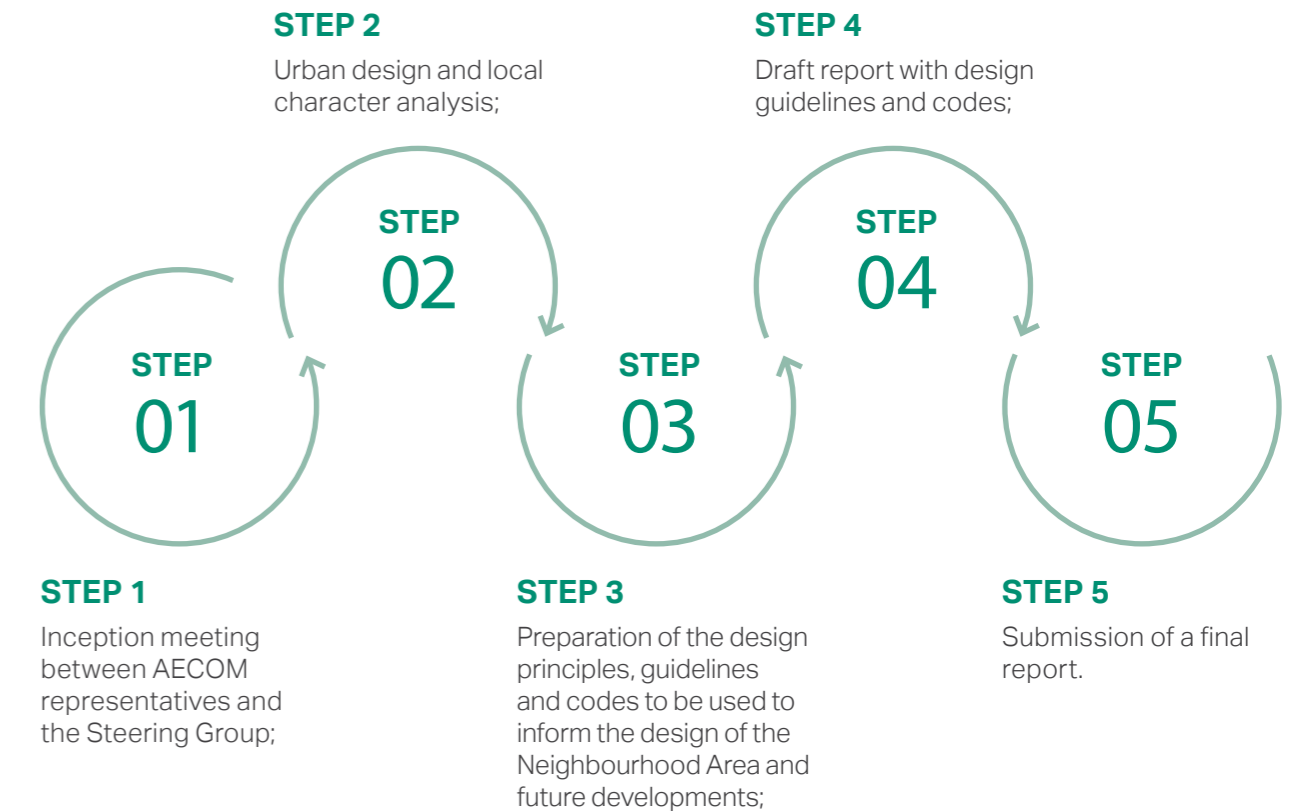 STEP 2
Urban design and local
character analysis;
STEP 4
Draft report with design
guidelines and codes;
STEP
02
STEP
04
STEP
01
STEP
03
STEP
05
STEP 1
Inception meeting
between AECOM
representatives and
the Steering Group;
STEP 3
Preparation of the design
principles, guidelines
and codes to be used to
inform the design of the
Neighbourhood Area and
future developments;
STEP 5
Submission of a final
report.